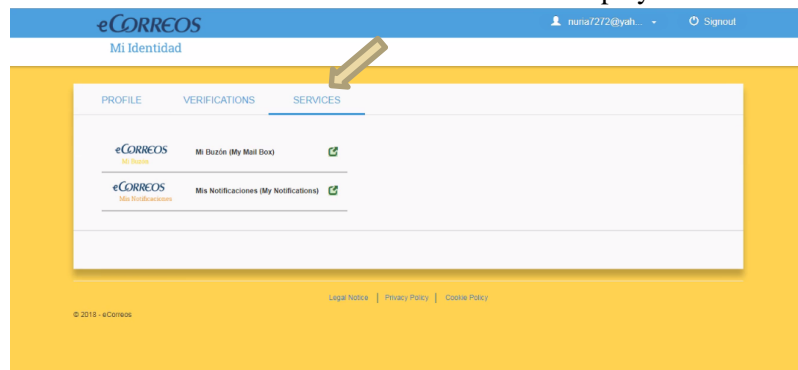 eCORREOS nuria7272@yah... Signout
Mi Identidad
PROFILE VERIFICATIONS SERVICES
eCORREOS
Mi Buzón
Mi Buzón (My Mail Box)
eCORREOS
Mis Notificaciones
Mis Notificaciones (My Notifications)
Legal Notice | Privacy Policy | Cookie Policy
© 2018 - eCorreos